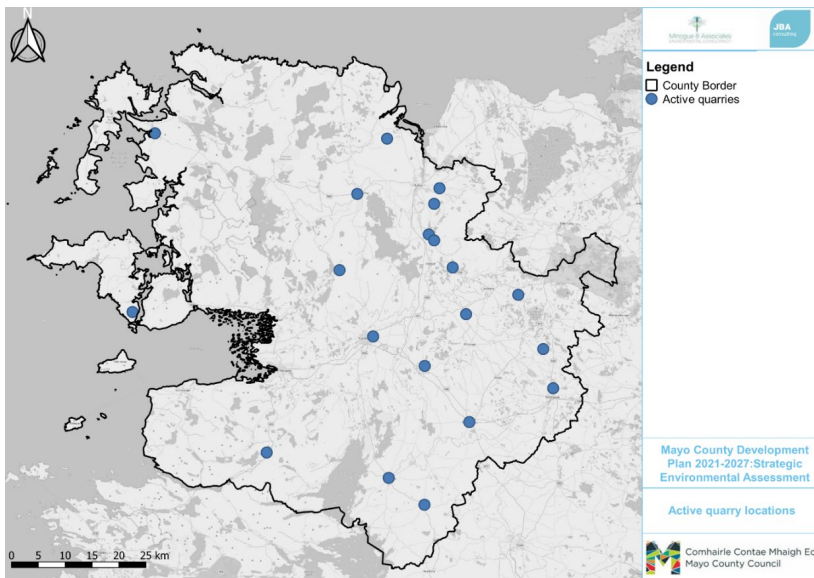 N
Minogue & Associates
JBA
consulting
Legend
County Border
Active quarries
Mayo County Development
Plan 2021-2027:Strategic
Environmental Assessment
Active quarry locations
0 5 10 15 20 25 km
Comhairle Contae Mhaigh Eo
Mayo County Council